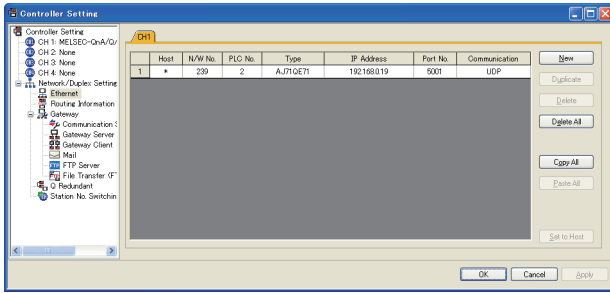 Controller Setting
Controller Setting
CH 1: MELSEC-QnA/Q/
CH 2: None
CH 3: None
CH 4: None
Network/Duplex Setting
Ethernet
Routing Information
Gateway
Communication S
Gateway Server
Gateway Client
Mail
FTP Server
File Transfer (F
Q Redundant
Station No. Switchin
CH1
Host N/W No. PLC No. Type IP Address Port No. Communication
1 * 239 2 AJ71QE71 192.168.0.19 5001 UDP
New
Duplicate
Delete
Delete All
Copy All
Paste All
Set to Host
OK Cancel Apply